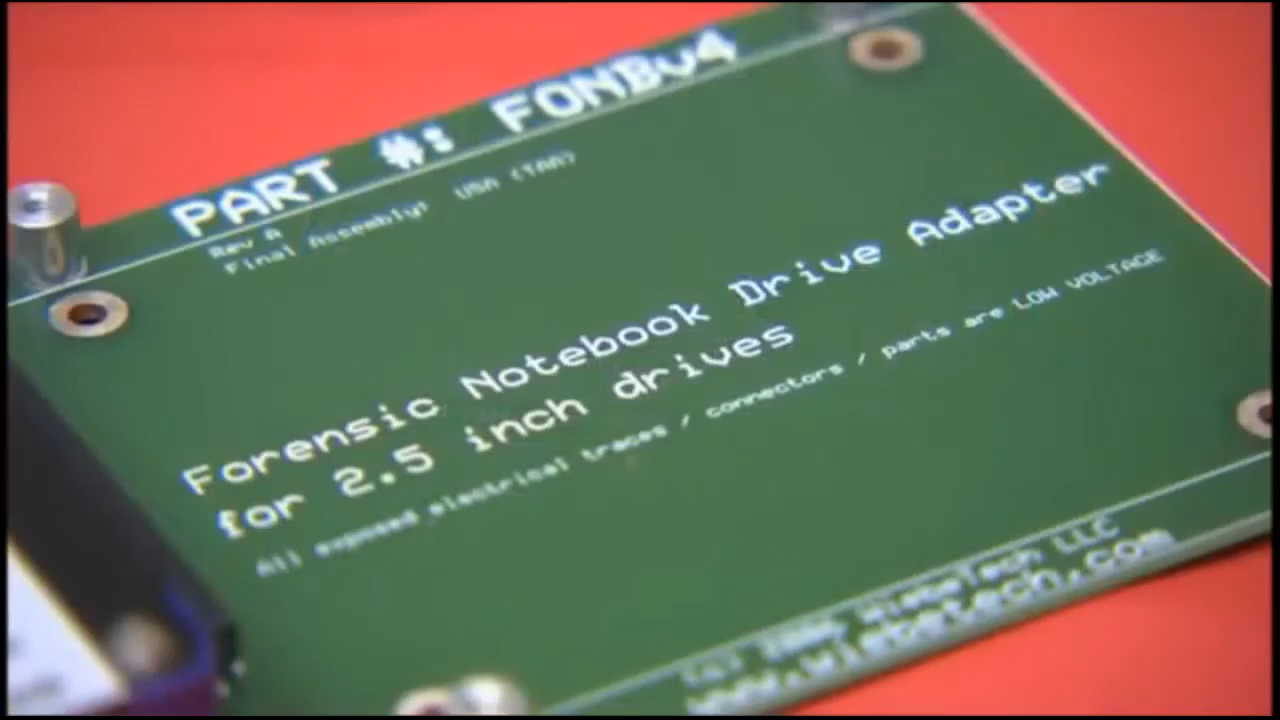 PART #: FONBv4
Rev A
Final Assembly: USA (TAA)
Forensic Notebook Drive Adapter
for 2.5 inch drives
All exposed electrical traces / connectors / parts are LOW VOLTAGE
(c) 2006 WiebeTech LLC
www.wiebetech.com